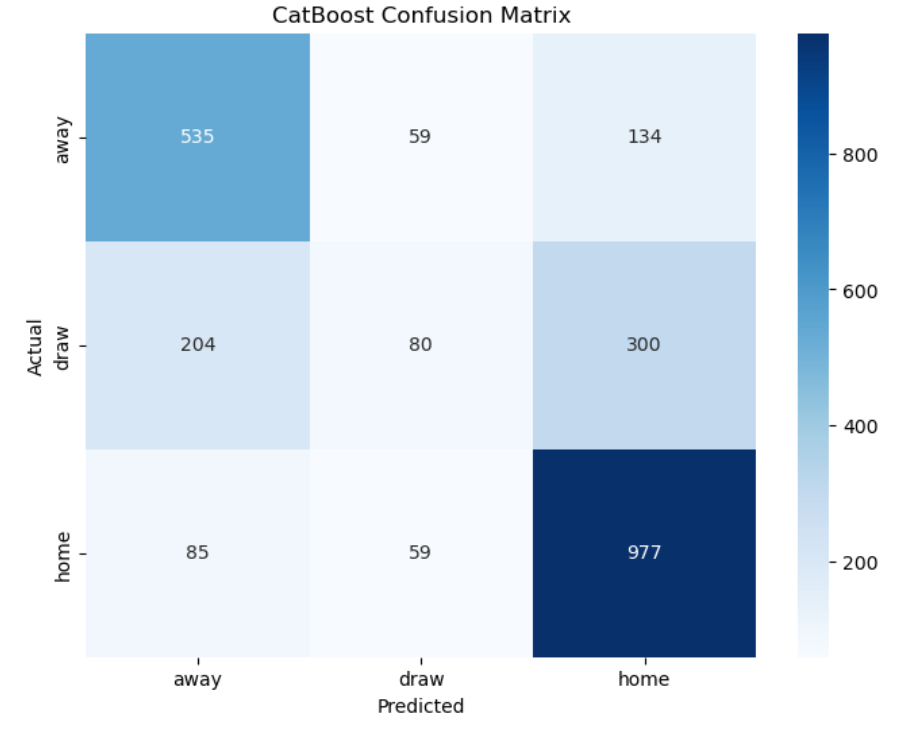 CatBoost Confusion Matrix
away
535
59
134
800
600
Actual
draw
204
80
300
400
home
85
59
977
200
away
draw
home
Predicted